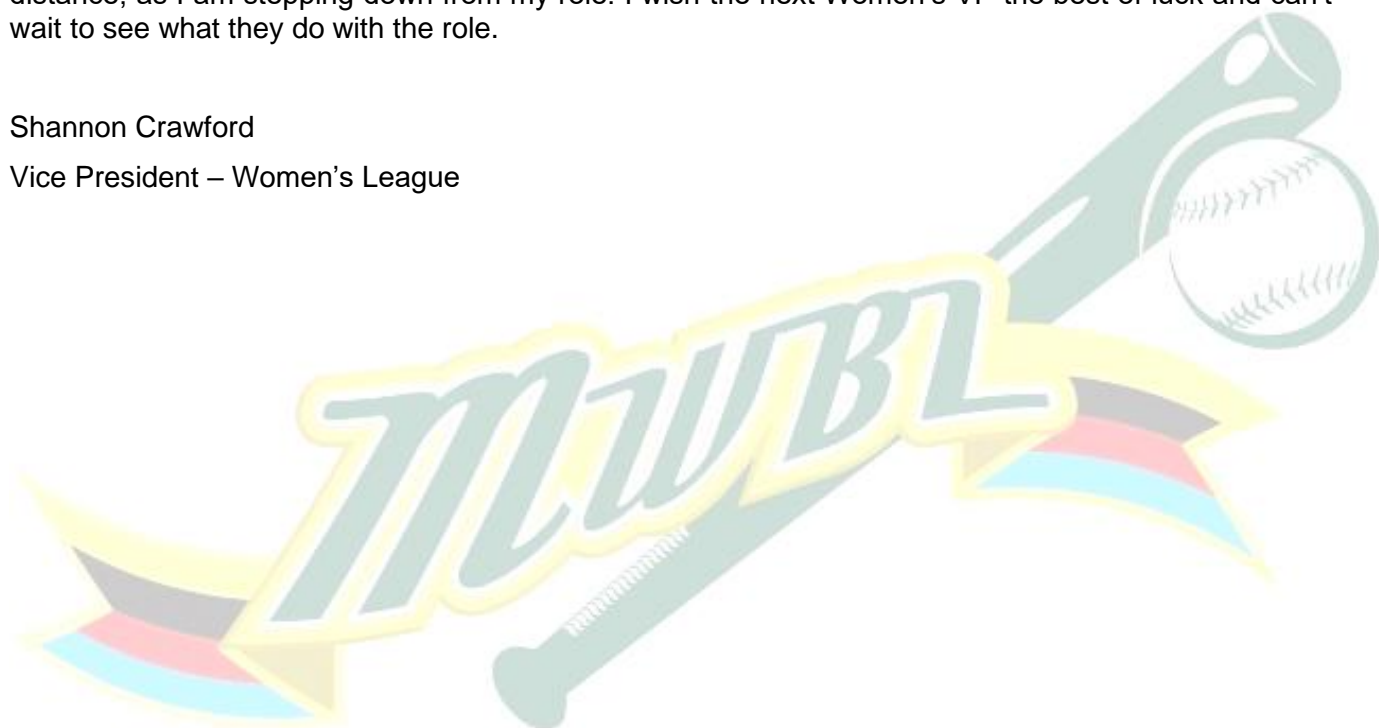 distance, as I am stepping down from my role. I wish the next Women's VP the best of luck and can't
wait to see what they do with the role.
Shannon Crawford
Vice President – Women’s League
MWBL